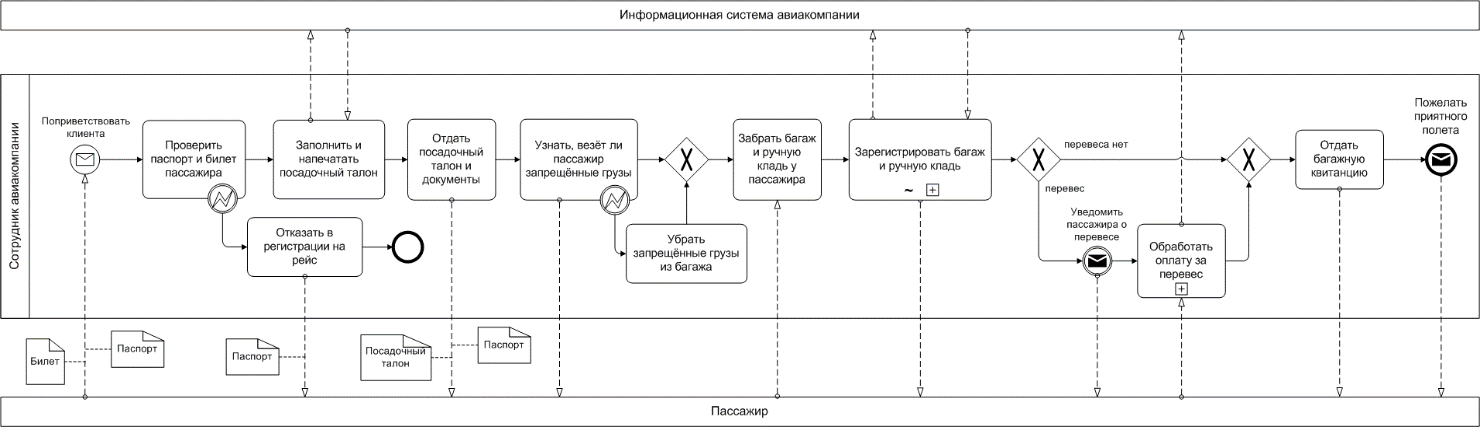 Информационная система авиакомпании
Сотрудник авиакомпании
Поприветствовать
клиента
Проверить
паспорт и билет
пассажира
Заполнить и
напечатать
посадочный талон
Отдать
посадочный
талон и
документы
Узнать, везёт ли
пассажир
запрещённые грузы
Забрать багаж
и ручную
кладь у
пассажира
Зарегистрировать багаж
и ручную кладь
перевеса нет
перевес
Отдать
багажную
квитанцию
Пожелать
приятного
полета
Отказать в
регистрации на
рейс
Убрать
запрещённые грузы
из багажа
Уведомить
пассажира о
перевесе
Обработать
оплату за
перевес
Билет
Паспорт
Паспорт
Посадочный
талон
Паспорт
Пассажир